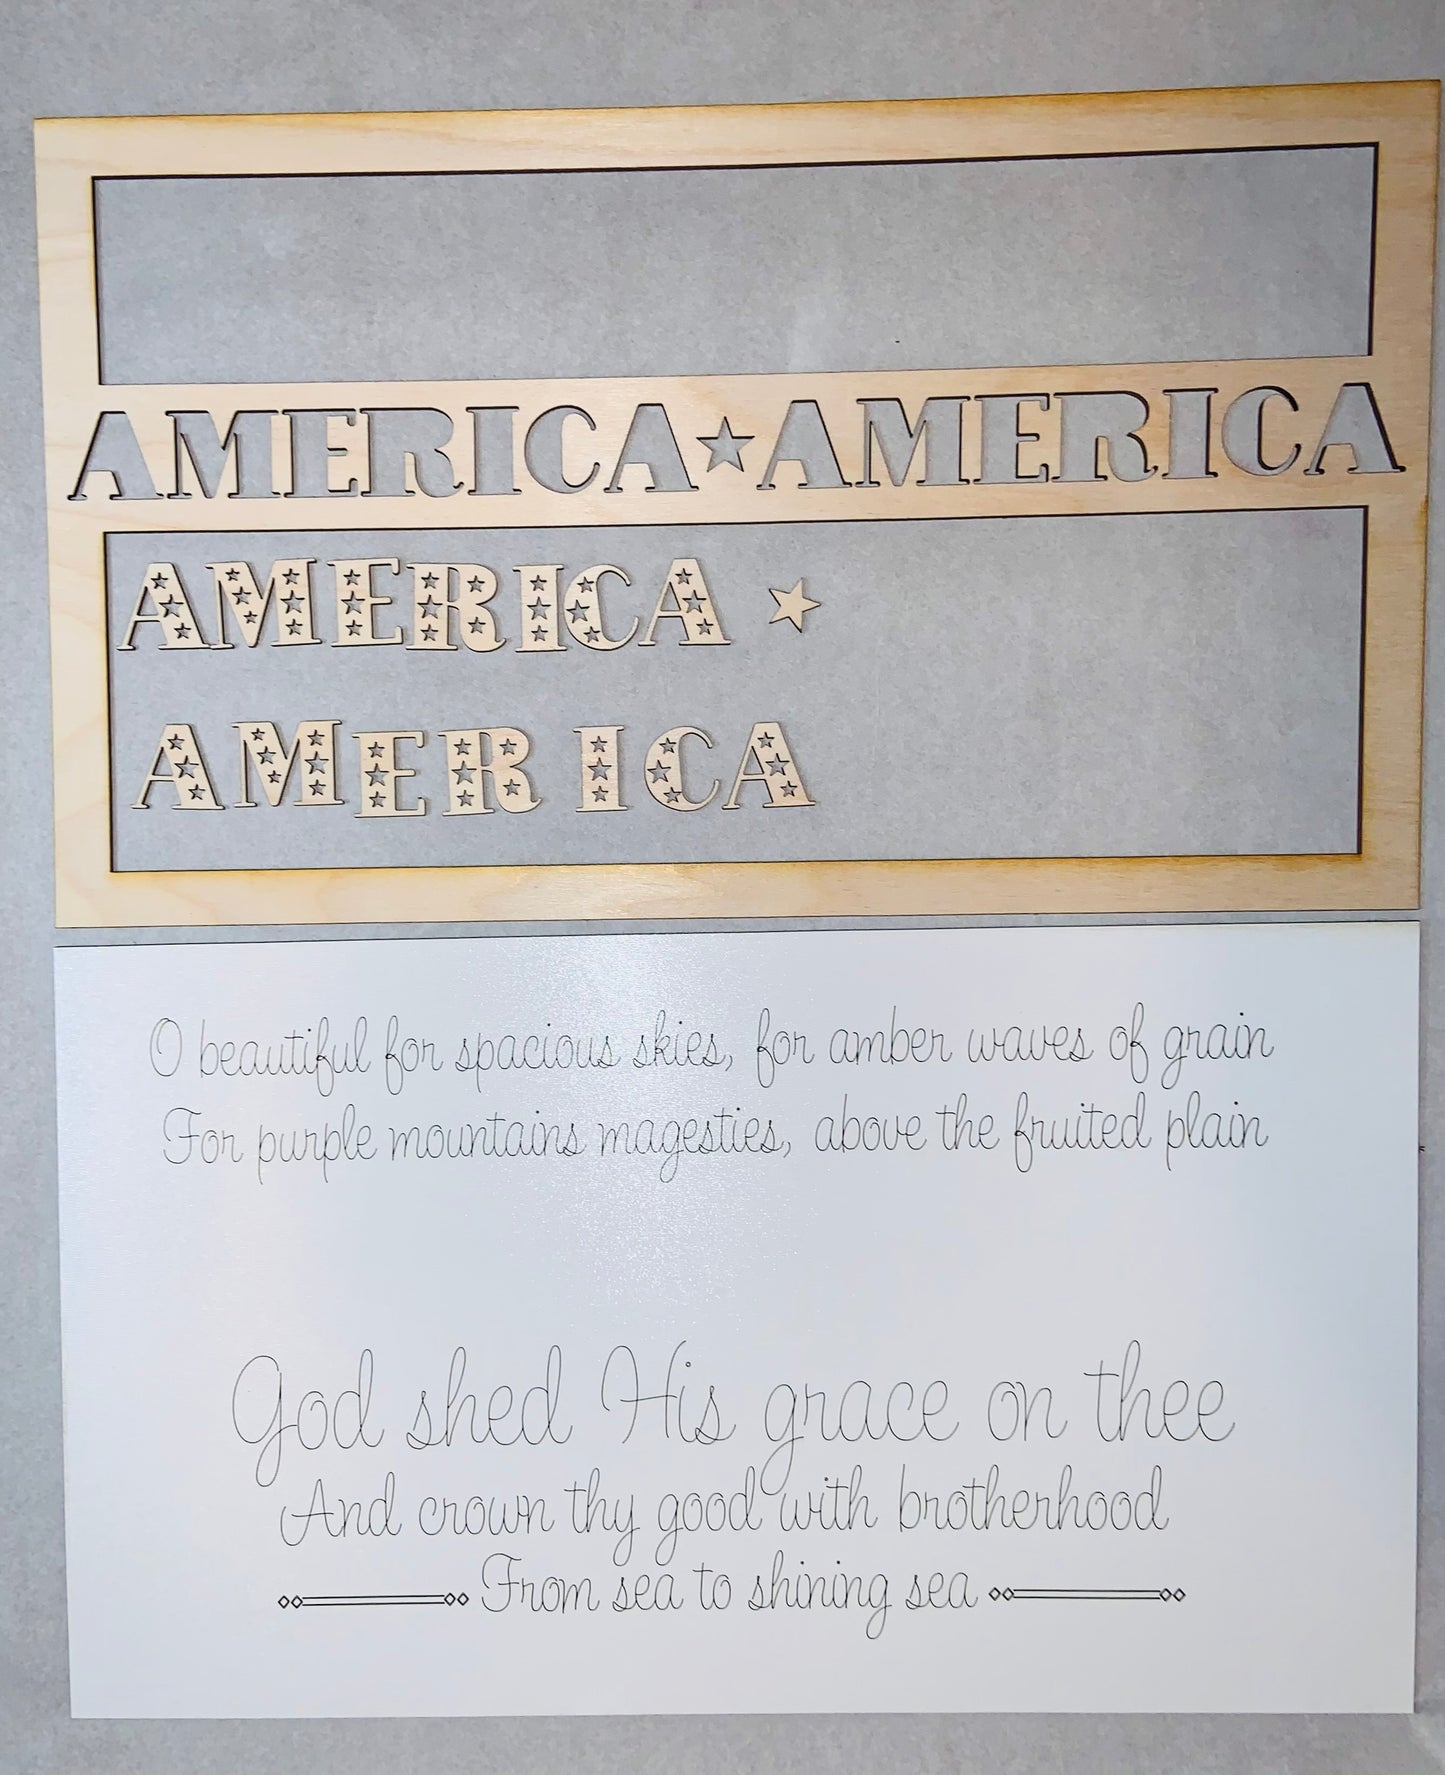 AMERICA★AMERICA
AMERICA ★
AMERICA
O beautiful for spacious skies, for amber waves of grain
For purple mountains magesties, above the fruited plain
God shed His grace on thee
And crown thy good with brotherhood
From sea to shining sea